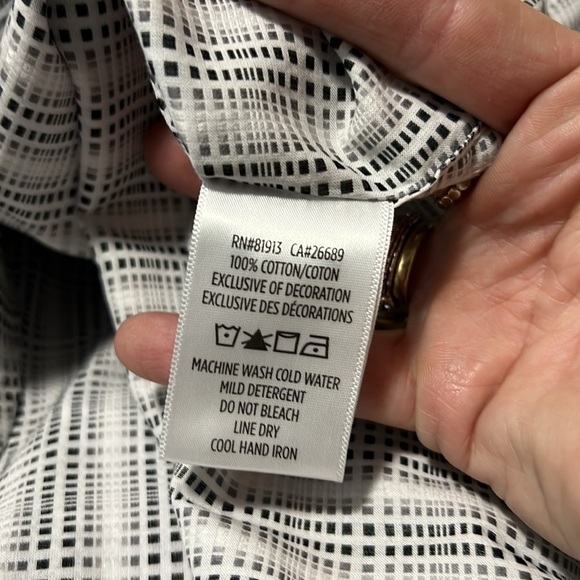 RN#81913 CA#26689
100% COTTON/COTON
EXCLUSIVE OF DECORATION
EXCLUSIVE DES DÉCORATIONS
MACHINE WASH COLD WATER
MILD DETERGENT
DO NOT BLEACH
LINE DRY
COOL HAND IRON